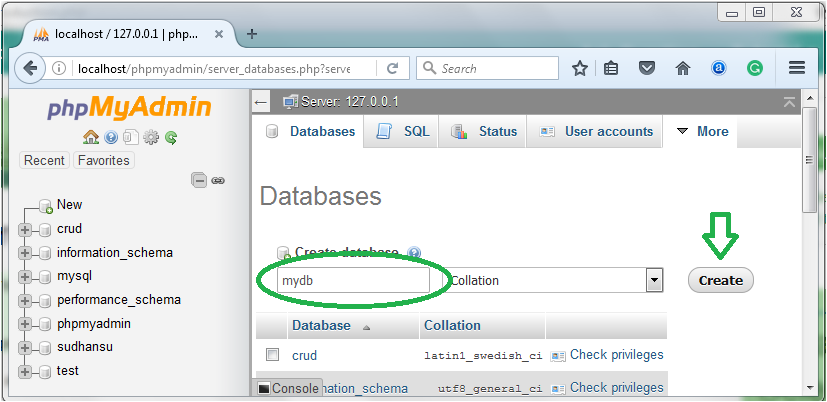 localhost / 127.0.0.1 | php...
PMA
localhost/phpmyadmin/server_databases.php?serve
Search
phpMyAdmin
Recent
Favorites
New
crud
information_schema
mysql
performance_schema
phpmyadmin
sudhansu
test
Server: 127.0.0.1
Databases
SQL
Status
User accounts
More
Databases
Create database
mydb
Collation
Create
Database
Collation
crud
latin1_swedish_ci
Check privileges
mation_schema
utf8_general_ci
Check privileges
Console